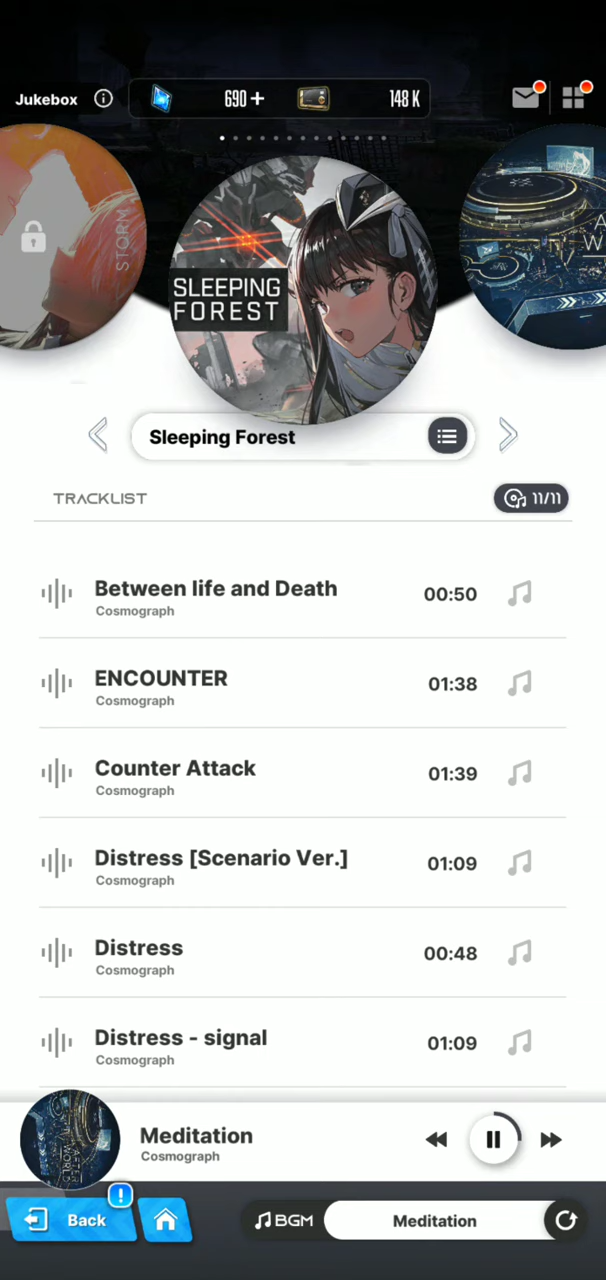 Jukebox
690+
148 K
STORM
SLEEPING
FOREST
Sleeping Forest
TRACKLIST
11/11
Between life and Death
00:50
Cosmograph
ENCOUNTER
01:38
Cosmograph
Counter Attack
01:39
Cosmograph
Distress [Scenario Ver.]
01:09
Cosmograph
Distress
00:48
Cosmograph
Distress - signal
01:09
Cosmograph
AFTER
WORLD
Meditation
Cosmograph
Back
BGM
Meditation